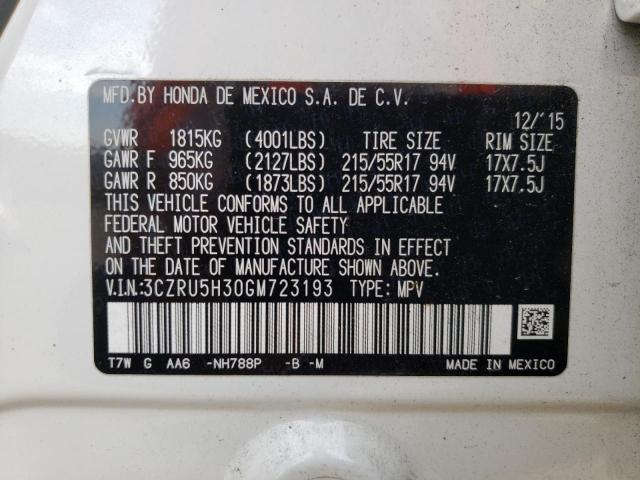 MFD.BY HONDA DE MEXICO S.A. DE C.V.
12/'15
GVWR 1815KG (4001LBS) TIRE SIZE RIM SIZE
GAWR F 965KG (2127LBS) 215/55R17 94V 17X7.5J
GAWR R 850KG (1873LBS) 215/55R17 94V 17X7.5J
THIS VEHICLE CONFORMS TO ALL APPLICABLE
FEDERAL MOTOR VEHICLE SAFETY
AND THEFT PREVENTION STANDARDS IN EFFECT
ON THE DATE OF MANUFACTURE SHOWN ABOVE.
V.I.N:3CZRU5H30GM723193 TYPE: MPV
T7W G AA6 -NH788P -B -M MADE IN MEXICO